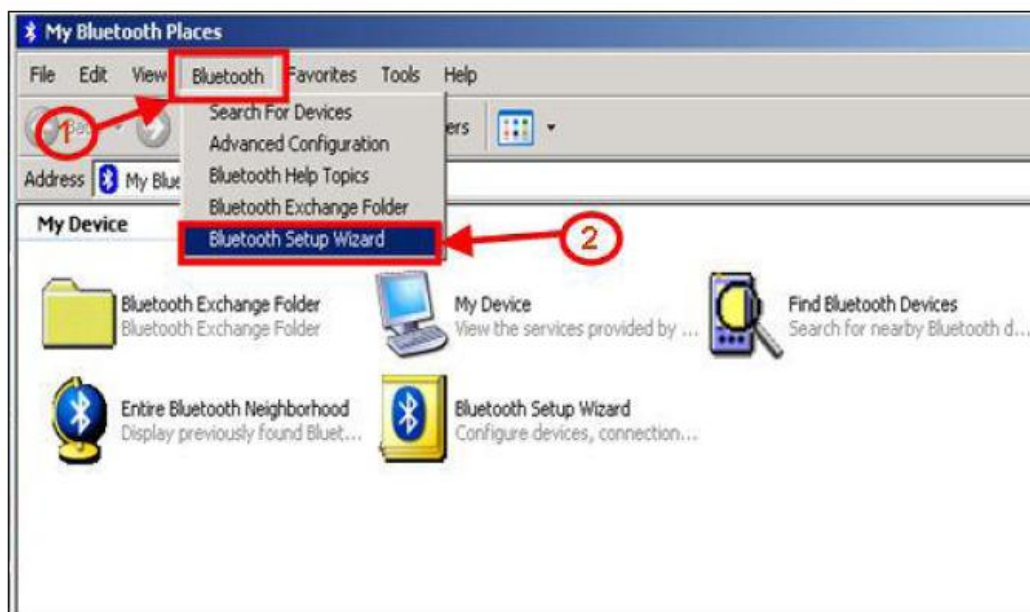 My Bluetooth Places
File Edit View Bluetooth Favorites Tools Help
1
Search For Devices
Advanced Configuration
Bluetooth Help Topics
Bluetooth Exchange Folder
Bluetooth Setup Wizard
2
ers
Address My Blue
My Device
Bluetooth Exchange Folder
Bluetooth Exchange Folder
My Device
View the services provided by ...
Find Bluetooth Devices
Search for nearby Bluetooth d...
Entire Bluetooth Neighborhood
Display previously found Bluet...
Bluetooth Setup Wizard
Configure devices, connection...